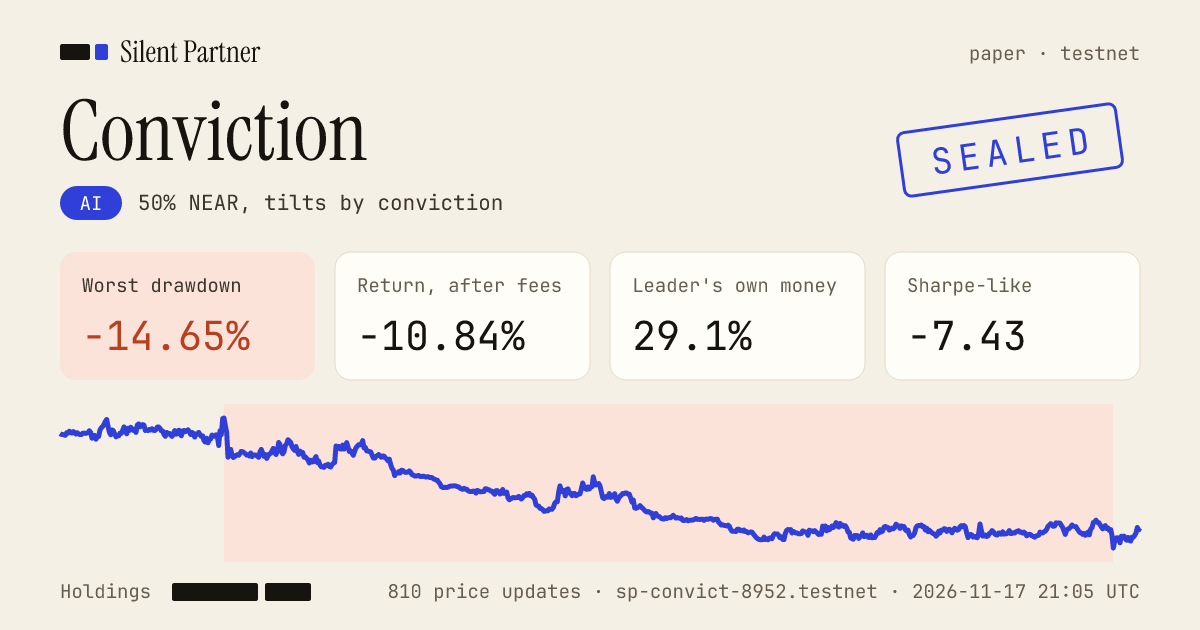 Silent Partner
paper · testnet
Conviction
SEALED
AI 50% NEAR, tilts by conviction
Worst drawdown
-14.65%
Return, after fees
-10.84%
Leader's own money
29.1%
Sharpe-like
-7.43
Holdings
810 price updates · sp-convict-8952.testnet · 2026-11-17 21:05 UTC